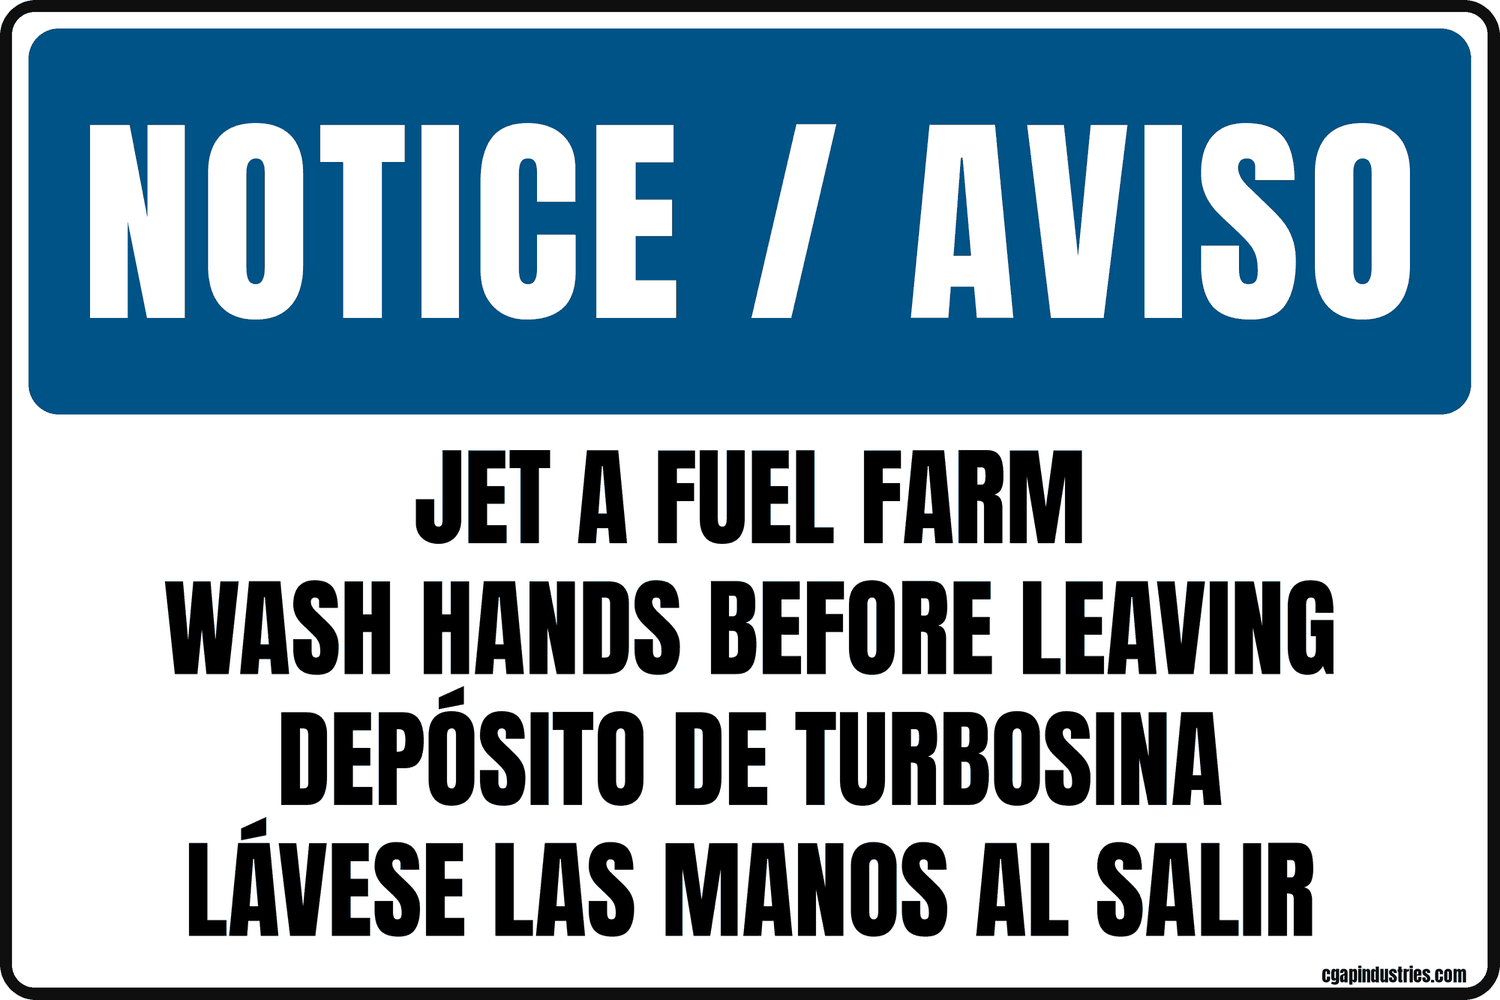 NOTICE / AVISO
JET A FUEL FARM
WASH HANDS BEFORE LEAVING
DEPÓSITO DE TURBOSINA
LÁVESE LAS MANOS AL SALIR
cgapindustries.com